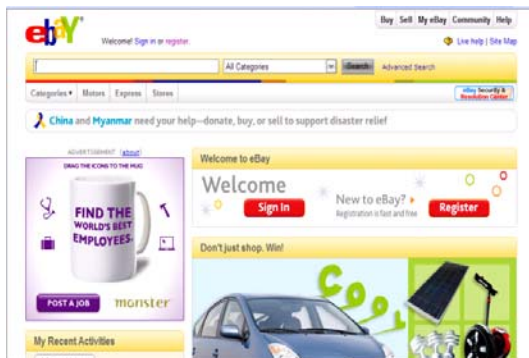 Buy Sell My eBay Community Help
ebY
Welcome! Sign in or register.
Live help | Site Map
All Categories
Search
Advanced Search
Categories Motors Express Stores
eBay Security &
Resolution Center
China and Myanmar need your help—donate, buy, or sell to support disaster relief
ADVERTISEMENT (about)
DRAG THE ICONS TO THE MUG
FIND THE
WORLD'S BEST
EMPLOYEES.
POST A JOB
monster
My Recent Activities
Welcome to eBay
Welcome
Sign In
New to eBay?
Registration is fast and free
Register
Don't just shop. Win!
Cool